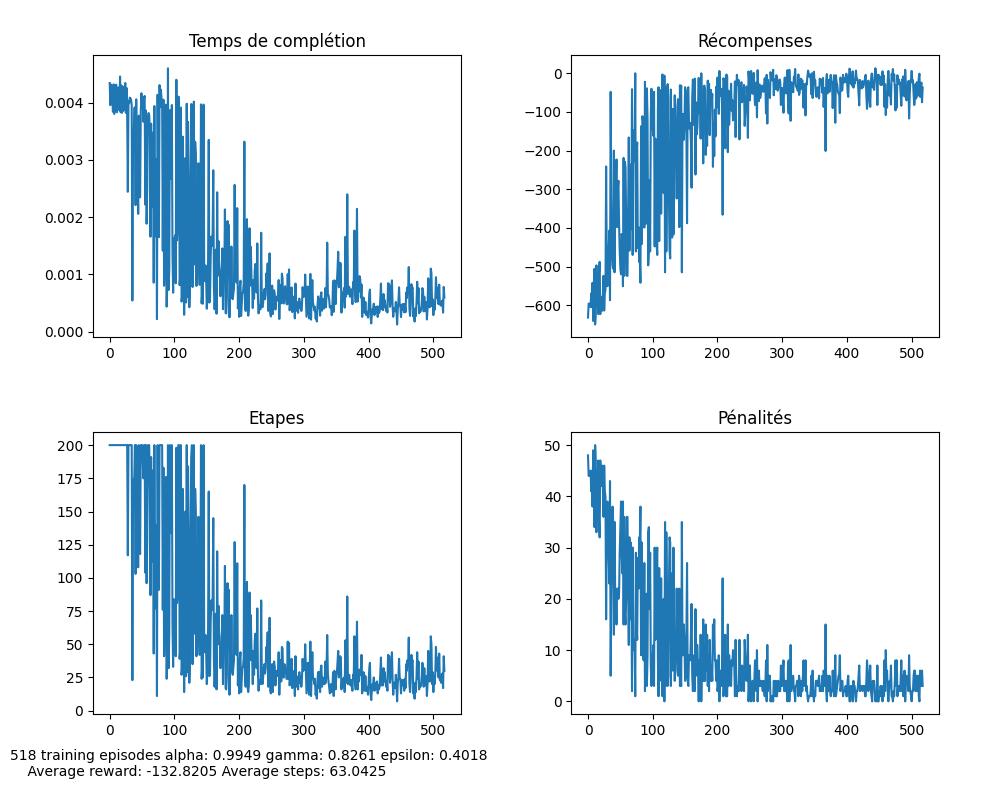 Temps de complétion
0.004
0.003
0.002
0.001
0.000
0 100 200 300 400 500
Récompenses
0
−100
−200
−300
−400
−500
−600
0 100 200 300 400 500
Etapes
200
175
150
125
100
75
50
25
0
0 100 200 300 400 500
Pénalités
50
40
30
20
10
0
0 100 200 300 400 500
518 training episodes alpha: 0.9949 gamma: 0.8261 epsilon: 0.4018
Average reward: -132.8205 Average steps: 63.0425